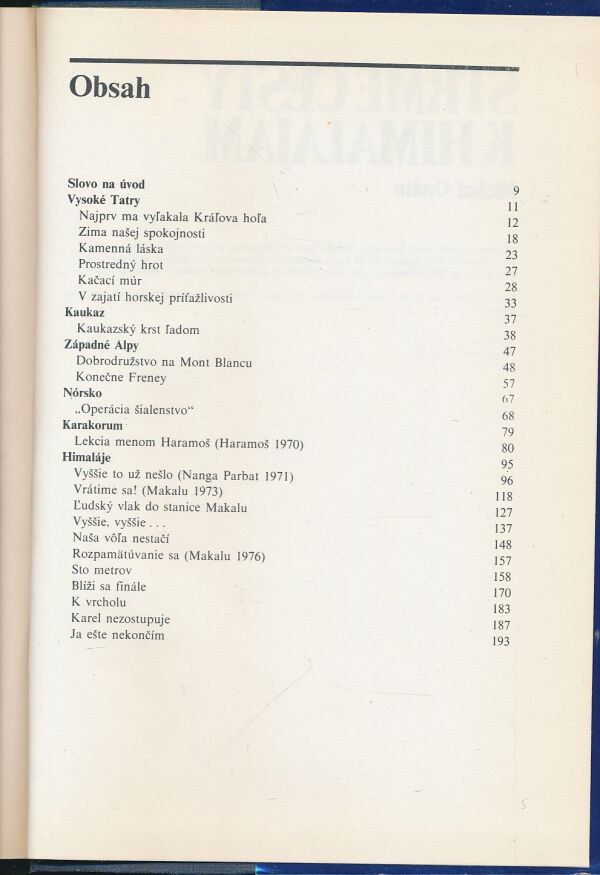 Obsah
Slovo na úvod 9
Vysoké Tatry 11
Najprv ma vyľakala Kráľova hoľa 12
Zima našej spokojnosti 18
Kamenná láska 23
Prostredný hrot 27
Kačací múr 28
V zajatí horskej príťažlivosti 33
Kaukaz 37
Kaukazský krst ľadom 38
Západné Alpy 47
Dobrodružstvo na Mont Blancu 48
Konečne Freney 57
Nórsko 67
„Operácia šialenstvo“ 68
Karakorum 79
Lekcia menom Haramoš (Haramoš 1970) 80
Himaláje 95
Vyššie to už nešlo (Nanga Parbat 1971) 96
Vrátime sa! (Makalu 1973) 118
Ľudský vlak do stanice Makalu 127
Vyššie, vyššie . . . 137
Naša vôľa nestačí 148
Rozpamätúvanie sa (Makalu 1976) 157
Sto metrov 158
Blíži sa finále 170
K vrcholu 183
Karel nezostupuje 187
Ja ešte nekončím 193
5